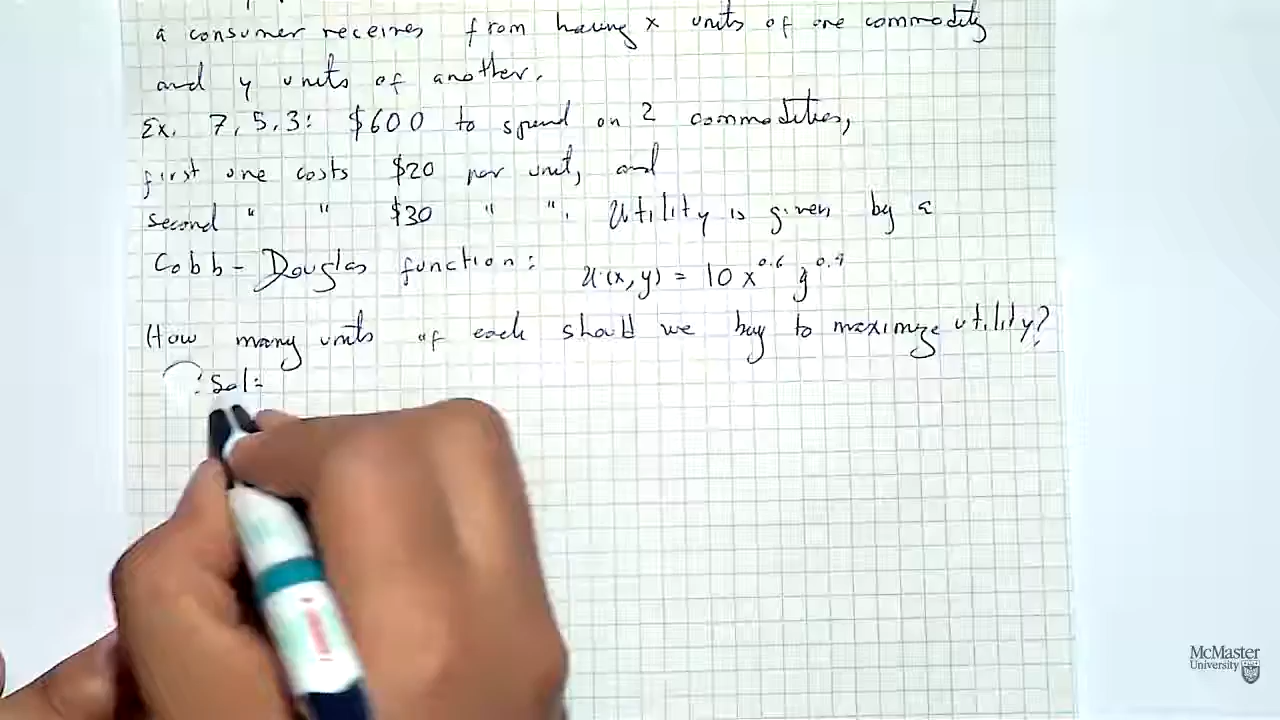 a consumer receives from having x units of one commodity
and y units of another.
Ex. 7,5,3: $600 to spend on 2 commodities,
first one costs $20 per unit, and
second " " $30 " ". Utility is given by a
Cobb-Douglas function: U(x,y) = 10 x^0.6 y^0.4
How many units of each should we buy to maximize utility?
Sol:
McMaster
University